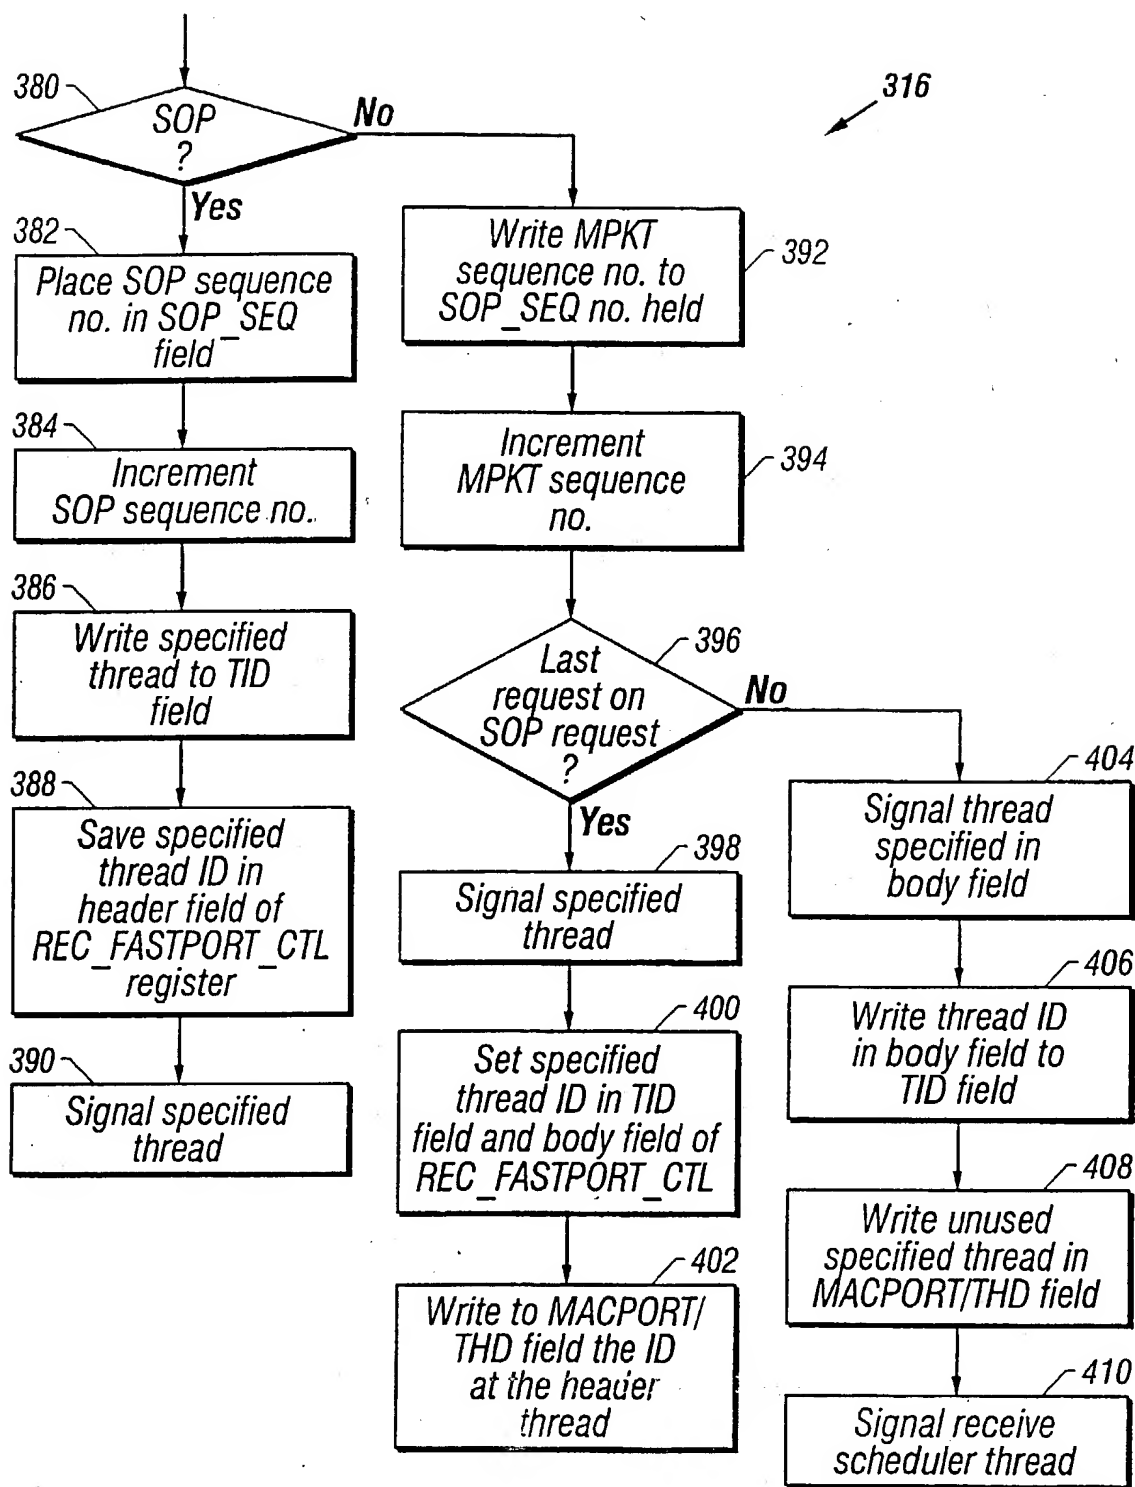 380
SOP
?
No
Yes
316
382
Place SOP sequence
no. in SOP_SEQ
field
384
Increment
SOP sequence no.
386
Write specified
thread to TID
field
388
Save specified
thread ID in
header field of
REC_FASTPORT_CTL
register
390
Signal specified
thread
Write MPKT
sequence no. to
SOP_SEQ no. held
392
Increment
MPKT sequence
no.
394
Last
request on
SOP request
?
396
No
Yes
398
Signal specified
thread
400
Set specified
thread ID in TID
field and body field of
REC_FASTPORT_CTL
402
Write to MACPORT/
THD field the ID
at the header
thread
404
Signal thread
specified in
body field
406
Write thread ID
in body field to
TID field
408
Write unused
specified thread in
MACPORT/THD field
410
Signal receive
scheduler thread